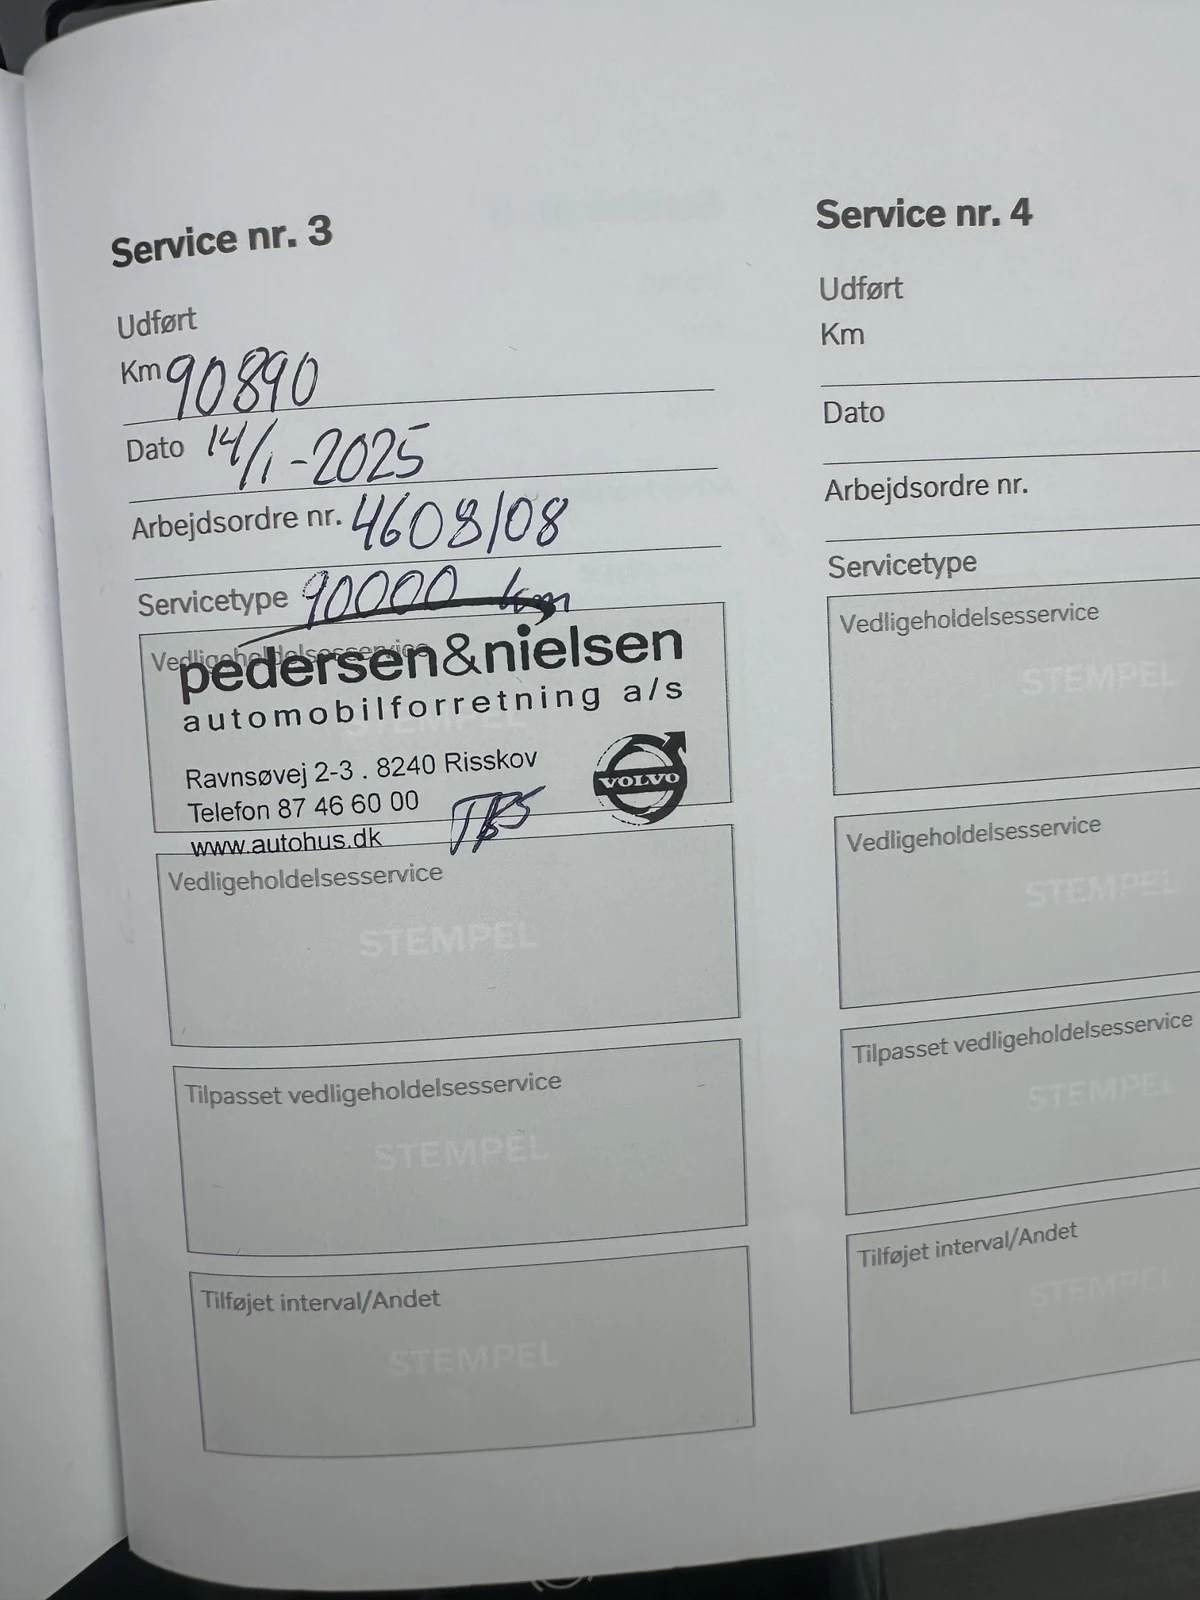 Service nr. 3
Udført
Km 90890
Dato 14/1-2025
Arbejdsordre nr. 4608108
Servicetype 90000 km
Vedligeholdelsesservice
STEMPEL
pedersen&nielsen
automobilforretning a/s
Ravnsøvej 2-3 . 8240 Risskov
Telefon 87 46 60 00
www.autohus.dk
VOLVO
Vedligeholdelsesservice
STEMPEL
Tilpasset vedligeholdelsesservice
STEMPEL
Tilføjet interval/Andet
STEMPEL
Service nr. 4
Udført
Km
Dato
Arbejdsordre nr.
Servicetype
Vedligeholdelsesservice
STEMPEL
Vedligeholdelsesservice
STEMPEL
Tilpasset vedligeholdelsesservice
STEMPEL
Tilføjet interval/Andet
STEMPEL